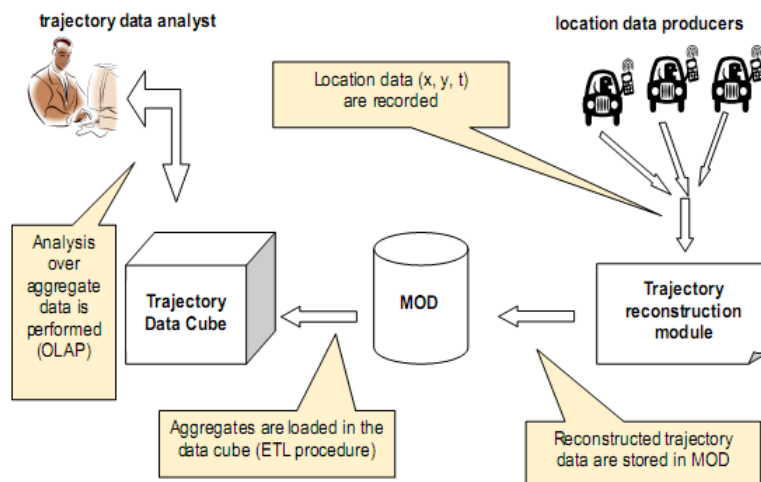 trajectory data analyst
location data producers
Location data (x, y, t)
are recorded
Analysis
over
aggregate
data is
performed
(OLAP)
Trajectory
Data Cube
MOD
Trajectory
reconstruction
module
Aggregates are loaded in the
data cube (ETL procedure)
Reconstructed trajectory
data are stored in MOD